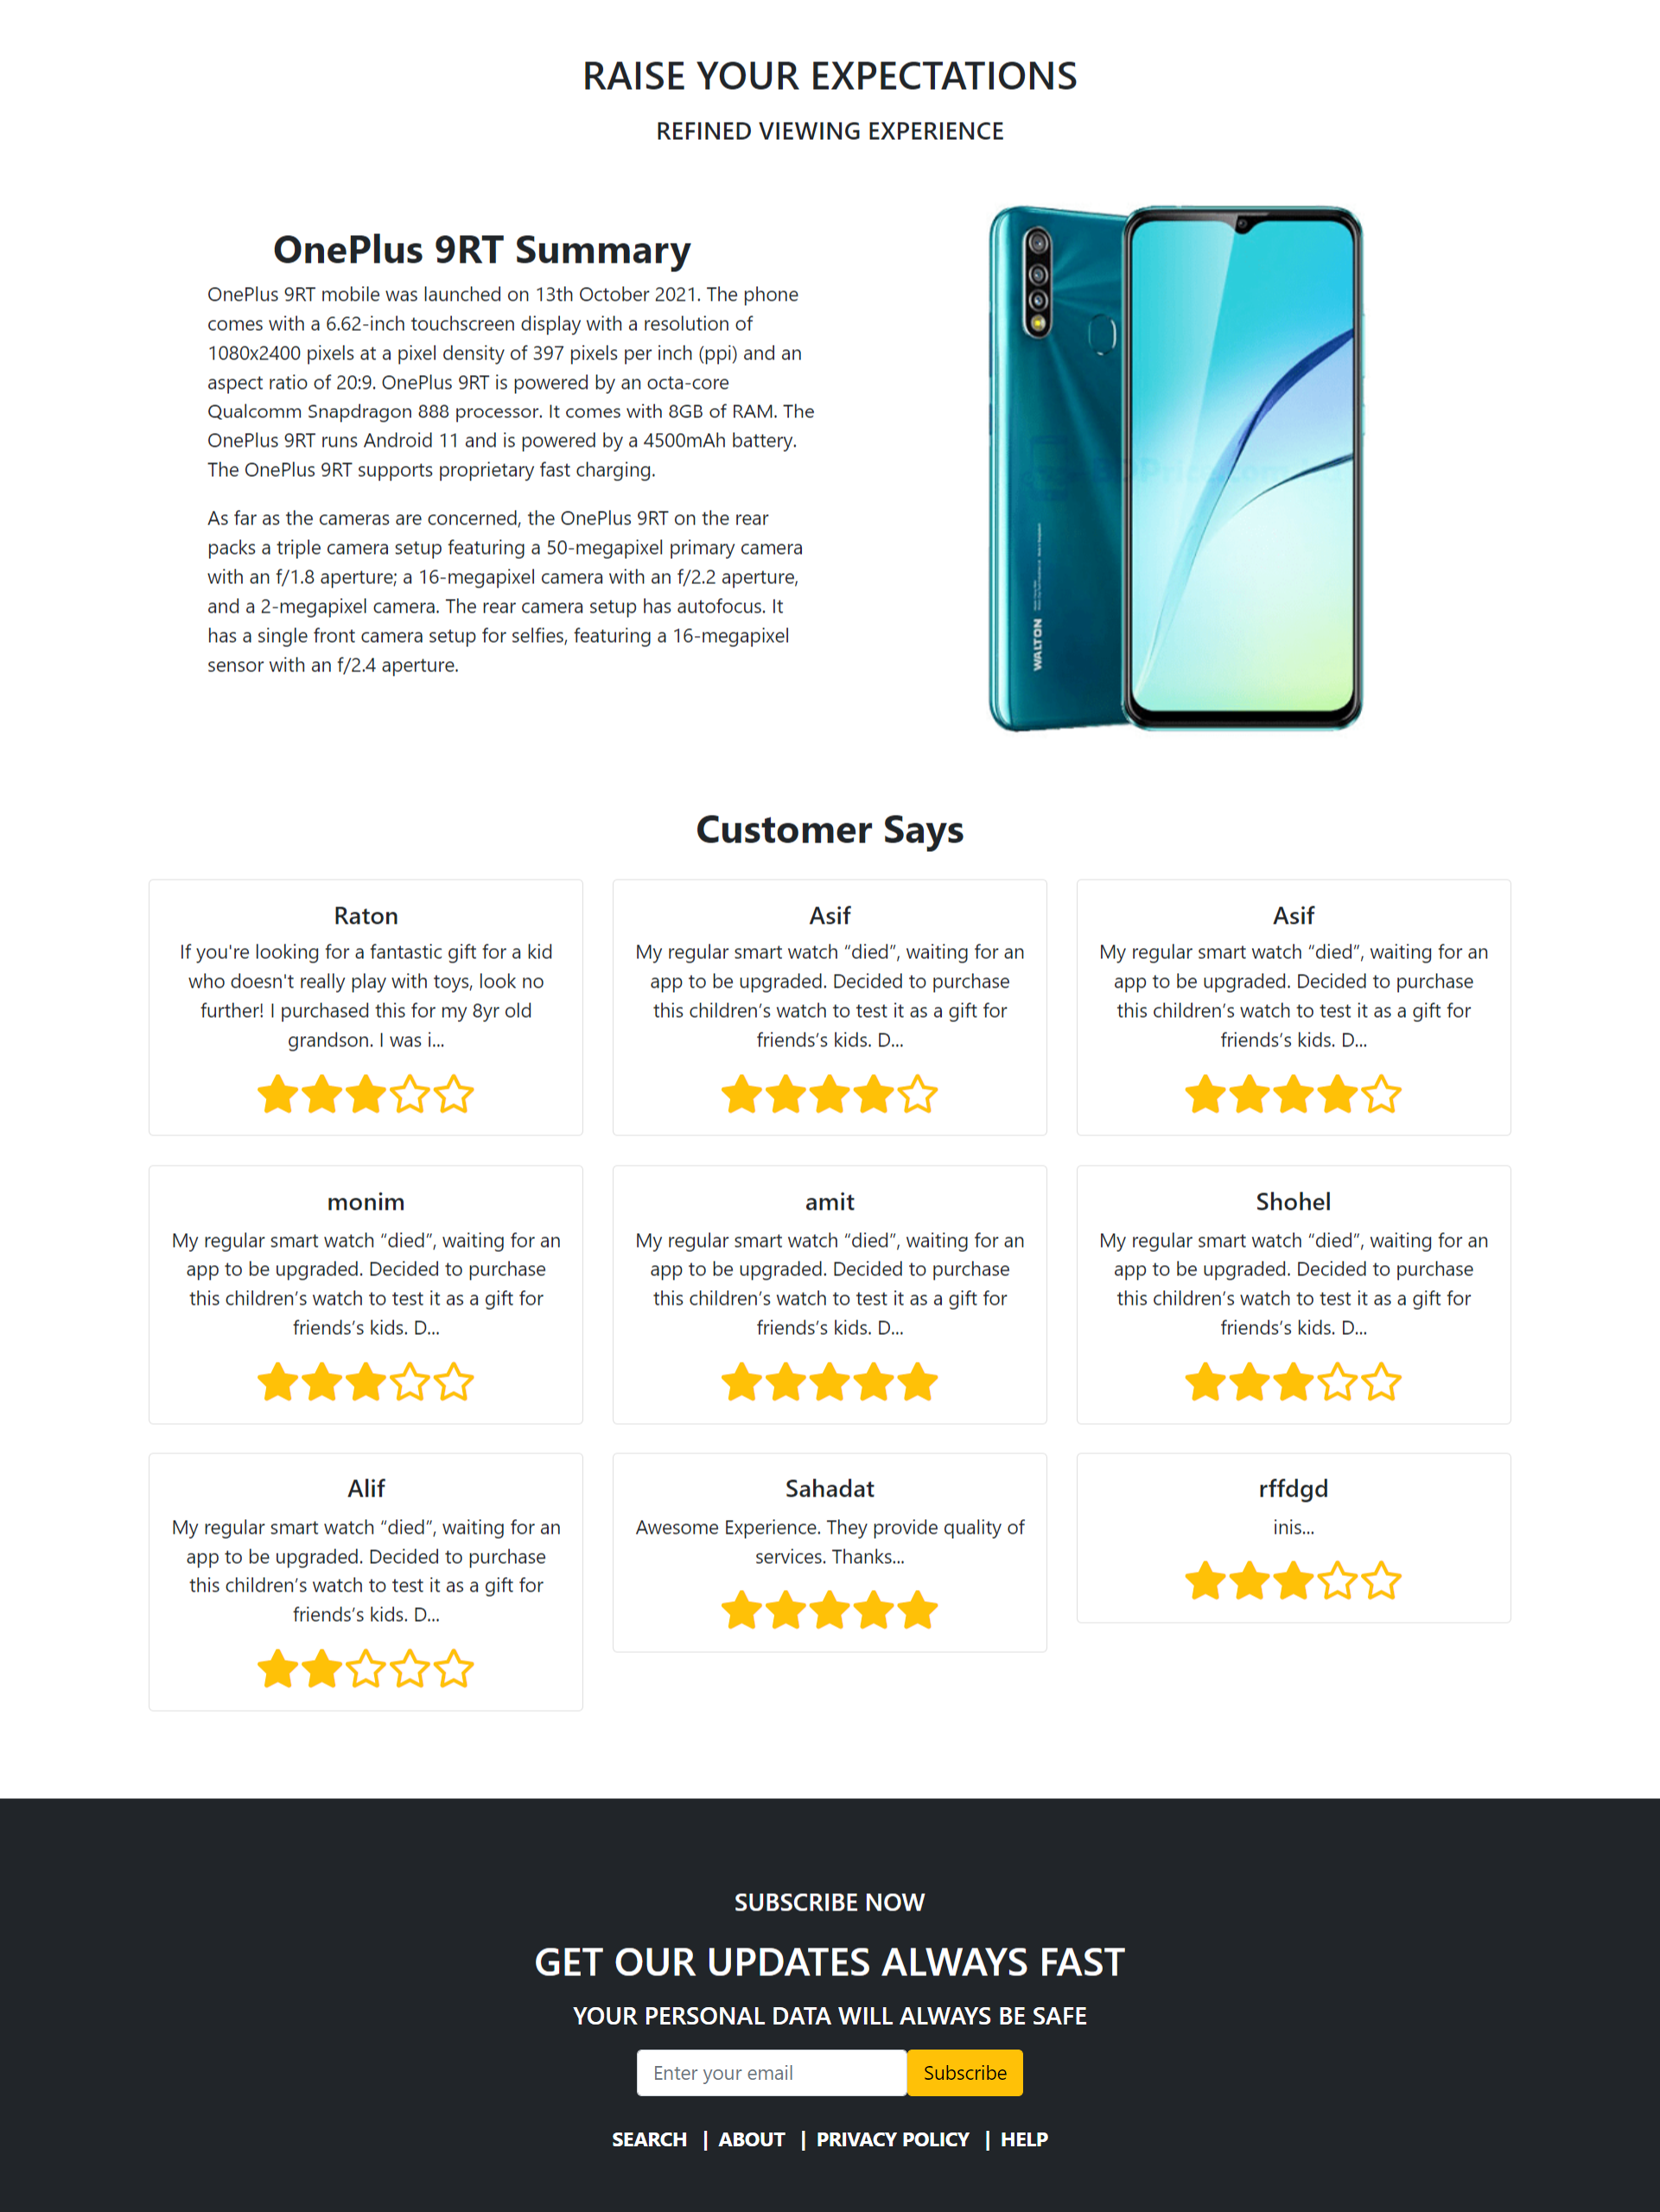 RAISE YOUR EXPECTATIONS
REFINED VIEWING EXPERIENCE
OnePlus 9RT Summary
OnePlus 9RT mobile was launched on 13th October 2021. The phone
comes with a 6.62-inch touchscreen display with a resolution of
1080x2400 pixels at a pixel density of 397 pixels per inch (ppi) and an
aspect ratio of 20:9. OnePlus 9RT is powered by an octa-core
Qualcomm Snapdragon 888 processor. It comes with 8GB of RAM. The
OnePlus 9RT runs Android 11 and is powered by a 4500mAh battery.
The OnePlus 9RT supports proprietary fast charging.
As far as the cameras are concerned, the OnePlus 9RT on the rear
packs a triple camera setup featuring a 50-megapixel primary camera
with an f/1.8 aperture; a 16-megapixel camera with an f/2.2 aperture,
and a 2-megapixel camera. The rear camera setup has autofocus. It
has a single front camera setup for selfies, featuring a 16-megapixel
sensor with an f/2.4 aperture.
WALTON
Customer Says
Raton
If you're looking for a fantastic gift for a kid
who doesn't really play with toys, look no
further! I purchased this for my 8yr old
grandson. I was i...
Asif
My regular smart watch “died”, waiting for an
app to be upgraded. Decided to purchase
this children’s watch to test it as a gift for
friends’s kids. D...
Asif
My regular smart watch “died”, waiting for an
app to be upgraded. Decided to purchase
this children’s watch to test it as a gift for
friends’s kids. D...
monim
My regular smart watch “died”, waiting for an
app to be upgraded. Decided to purchase
this children’s watch to test it as a gift for
friends’s kids. D...
amit
My regular smart watch “died”, waiting for an
app to be upgraded. Decided to purchase
this children’s watch to test it as a gift for
friends’s kids. D...
Shohel
My regular smart watch “died”, waiting for an
app to be upgraded. Decided to purchase
this children’s watch to test it as a gift for
friends’s kids. D...
Alif
My regular smart watch “died”, waiting for an
app to be upgraded. Decided to purchase
this children’s watch to test it as a gift for
friends’s kids. D...
Sahadat
Awesome Experience. They provide quality of
services. Thanks...
rffdgd
inis...
SUBSCRIBE NOW
GET OUR UPDATES ALWAYS FAST
YOUR PERSONAL DATA WILL ALWAYS BE SAFE
Enter your email Subscribe
SEARCH | ABOUT | PRIVACY POLICY | HELP